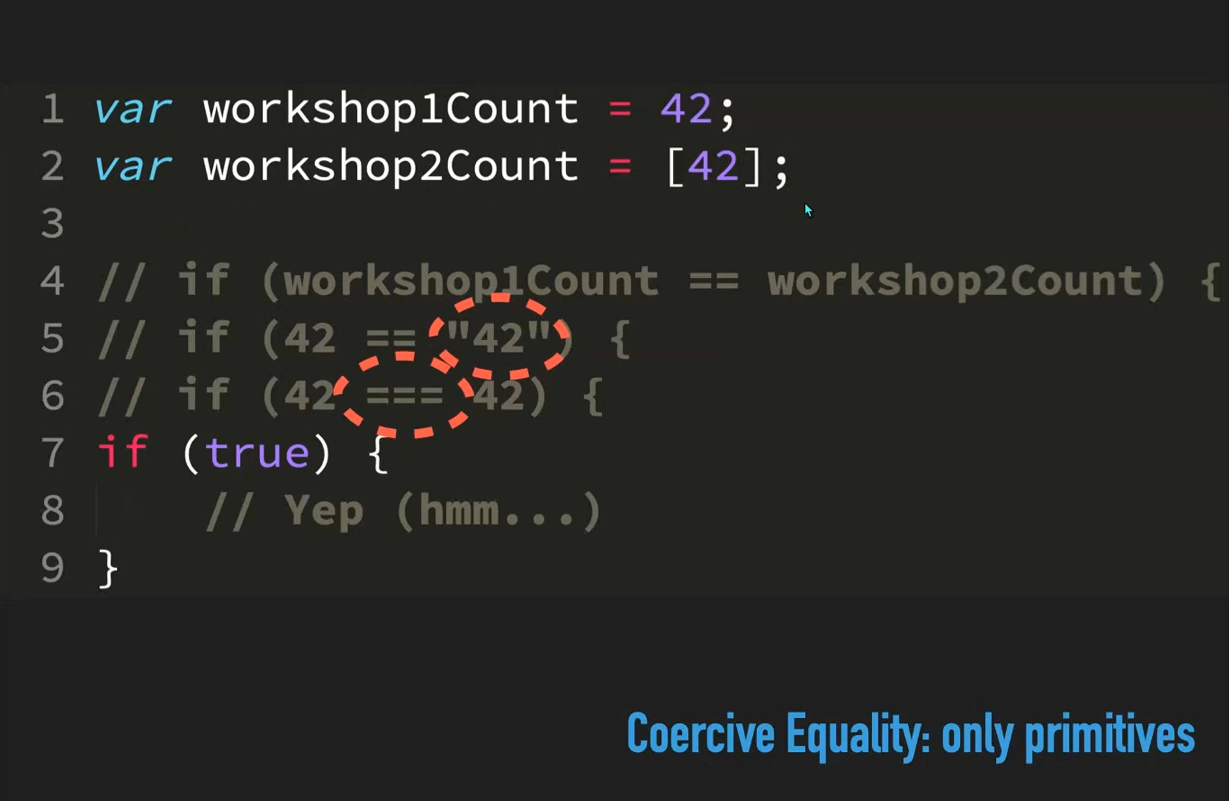 1 var workshop1Count = 42;
2 var workshop2Count = [42];
3
4 // if (workshop1Count == workshop2Count) {
5 // if (42 == "42") {
6 // if (42 === 42) {
7 if (true) {
8 // Yep (hmm...)
9 }
Coercive Equality: only primitives